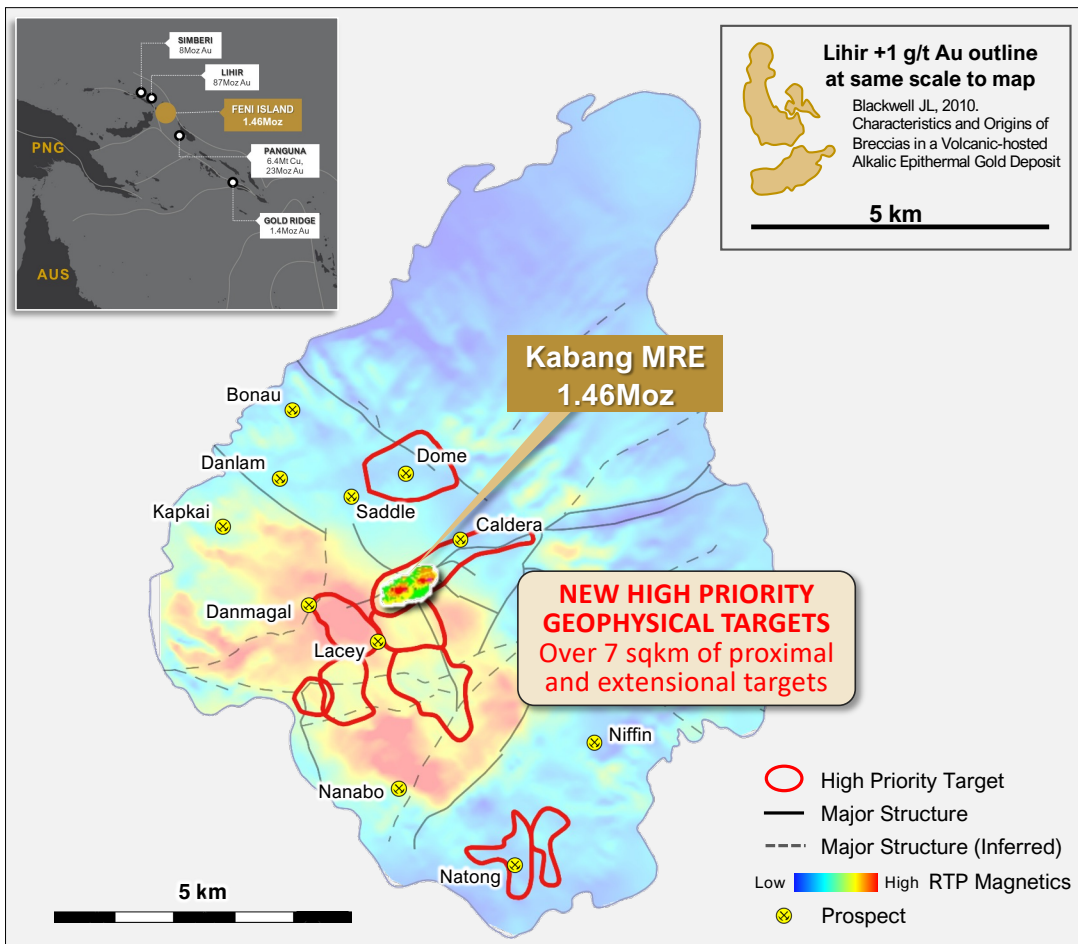 SIMBERI
8Moz Au
LIHIR
87Moz Au
FENI ISLAND
1.46Moz
PNG
PANGUNA
6.4Mt Cu,
23Moz Au
GOLD RIDGE
1.4Moz Au
AUS
Lihir +1 g/t Au outline
at same scale to map
Blackwell JL, 2010.
Characteristics and Origins of
Breccias in a Volcanic-hosted
Alkalic Epithermal Gold Deposit
5 km
Kabang MRE
1.46Moz
Bonau
Dome
Danlam
Saddle
Kapkai
Caldera
NEW HIGH PRIORITY
GEOPHYSICAL TARGETS
Over 7 sqkm of proximal
and extensional targets
Danmagal
Lacey
Niffin
Nanabo
Natong
High Priority Target
Major Structure
Major Structure (Inferred)
Low High RTP Magnetics
Prospect
5 km